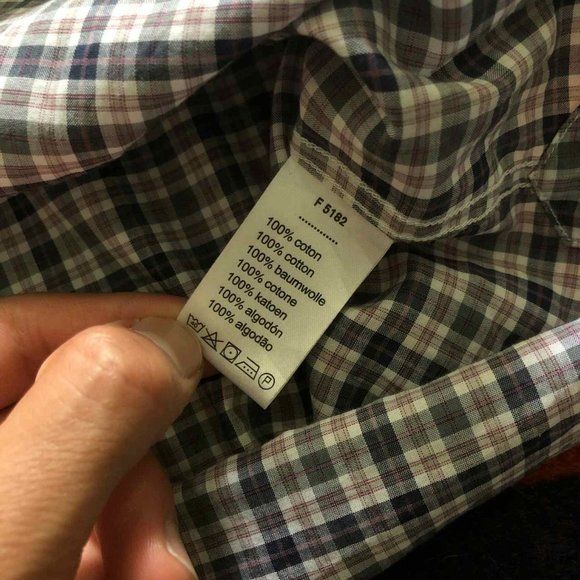 F 5182
.............
100% coton
100% cotton
100% baumwolle
100% cotone
100% katoen
100% algodón
100% algodão
P